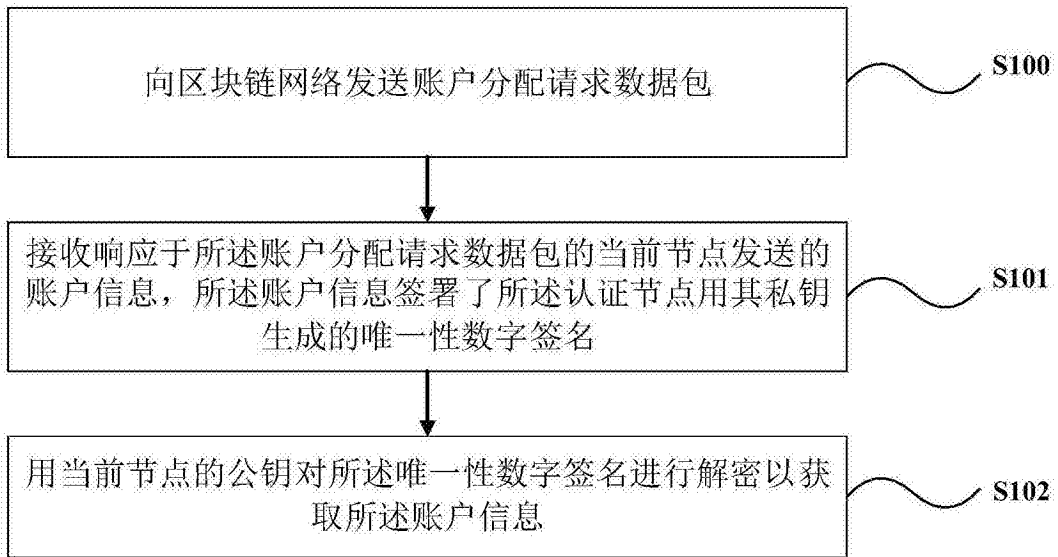 向区块链网络发送账户分配请求数据包
S100
接收响应于所述账户分配请求数据包的当前节点发送的
账户信息，所述账户信息签署了所述认证节点用其私钥
生成的唯一性数字签名
S101
用当前节点的公钥对所述唯一性数字签名进行解密以获
取所述账户信息
S102